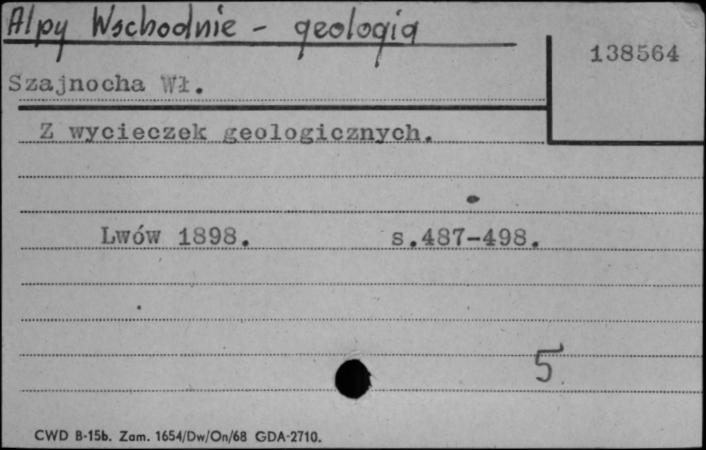 Alpy Wschodnie - geologia
138564
Szajnocha Wł.
Z wycieczek geologicznych.
Lwów 1898. s.487-498.
5
CWD B-15b. Zam. 1654/Dw/On/68 GDA-2710.